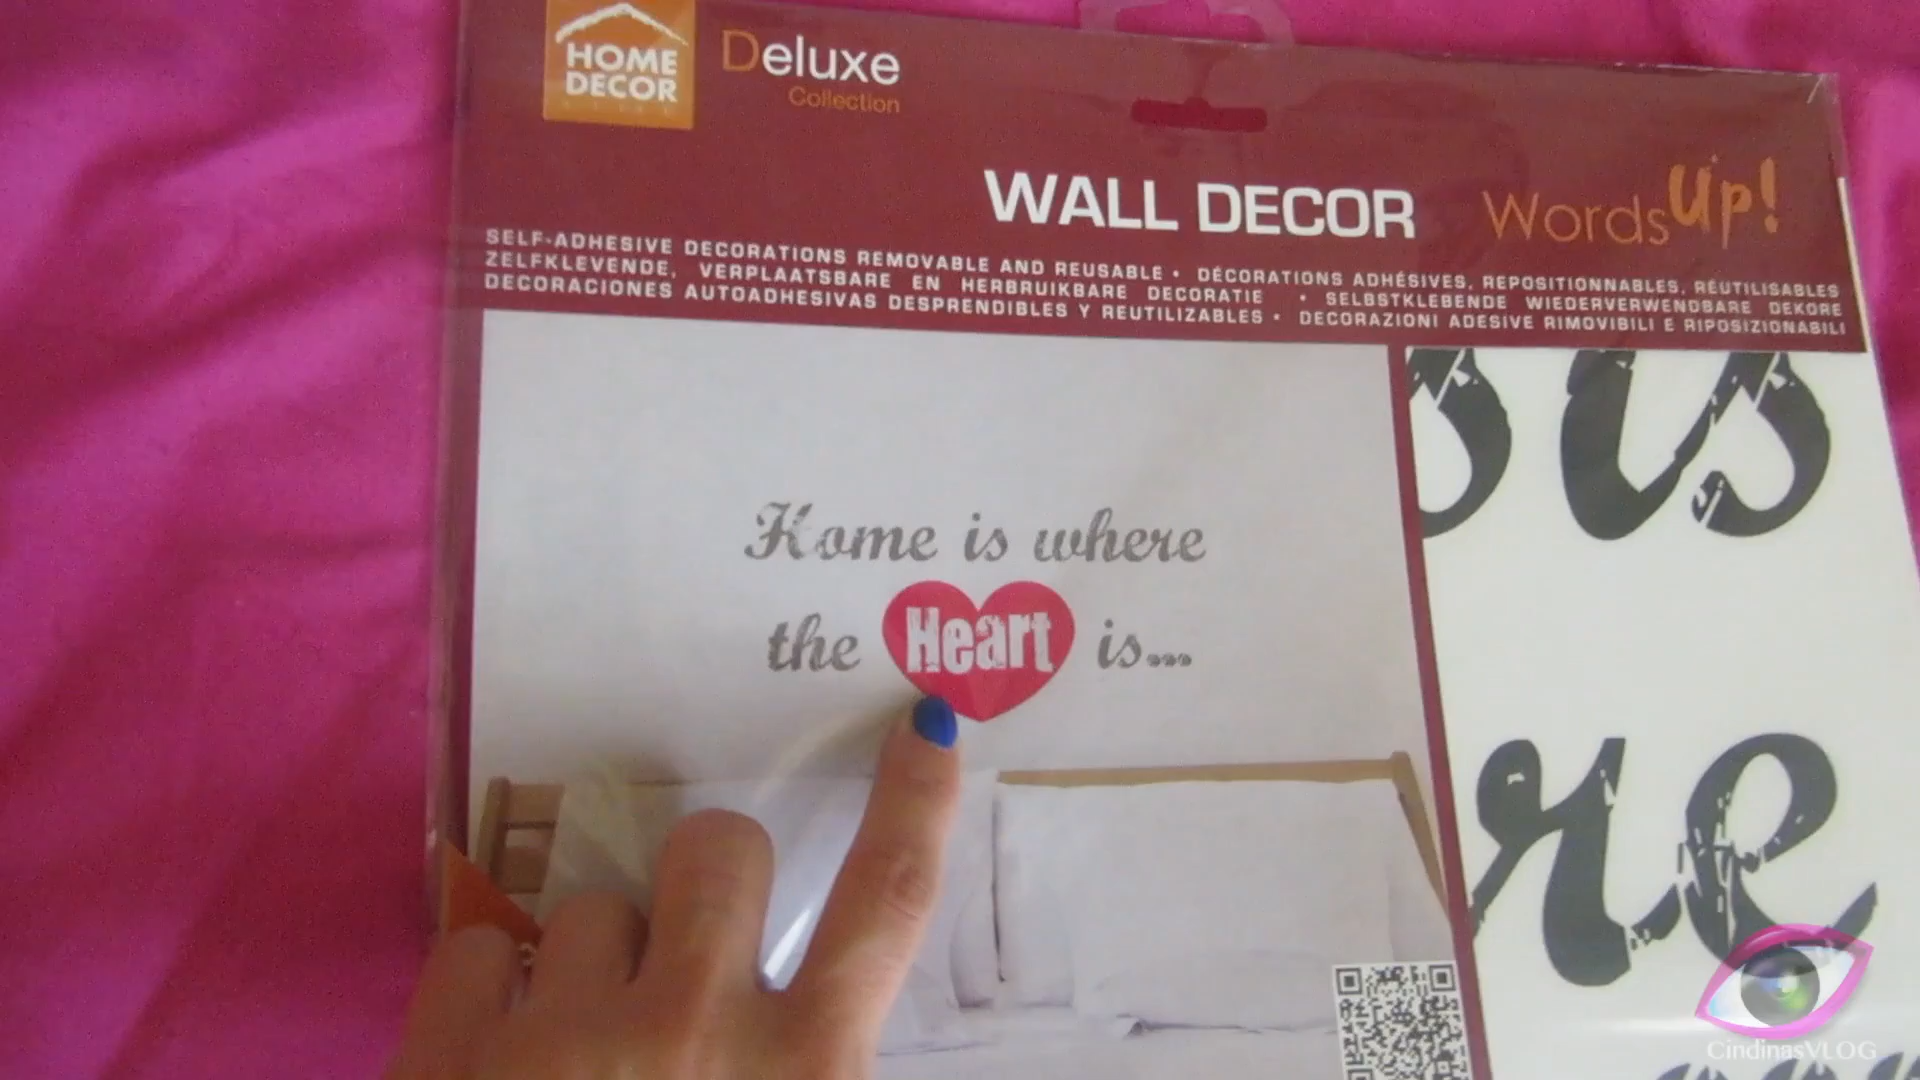 HOME
DECOR
Deluxe
Collection
WALL DECOR
WordsUp!
SELF-ADHESIVE DECORATIONS REMOVABLE AND REUSABLE • DÉCORATIONS ADHÉSIVES, REPOSITIONNABLES, RÉUTILISABLES
ZELFKLEVENDE, VERPLAATSBARE EN HERBRUIKBARE DECORATIE • SELBSTKLEBENDE WIEDERVERWENDBARE DEKORE
DECORACIONES AUTOADHESIVAS DESPRENDIBLES Y REUTILIZABLES • DECORAZIONI ADESIVE RIMOVIBILI E RIPOSIZIONABILI
Home is where
the Heart is...
s is
re
CindinasVLOG